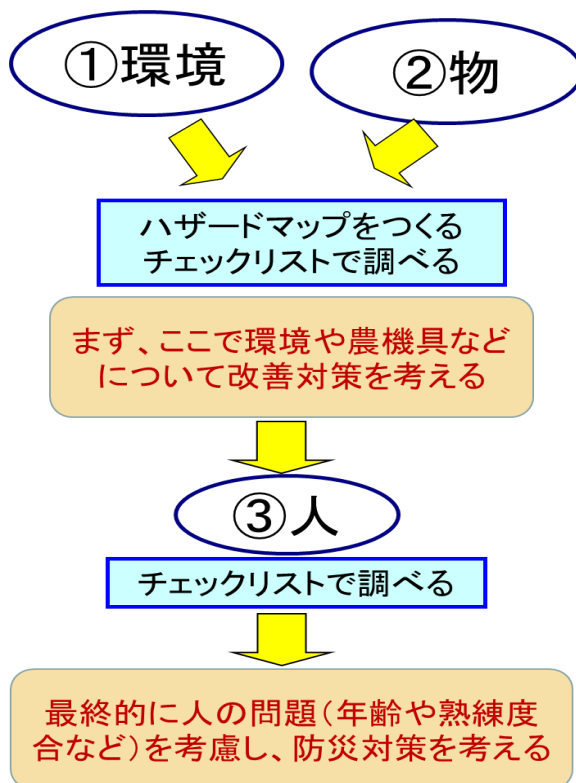 ①環境
②物
ハザードマップをつくる
チェックリストで調べる
まず、ここで環境や農機具など
について改善対策を考える
③人
チェックリストで調べる
最終的に人の問題（年齢や熟練度
合など）を考慮し、防災対策を考える